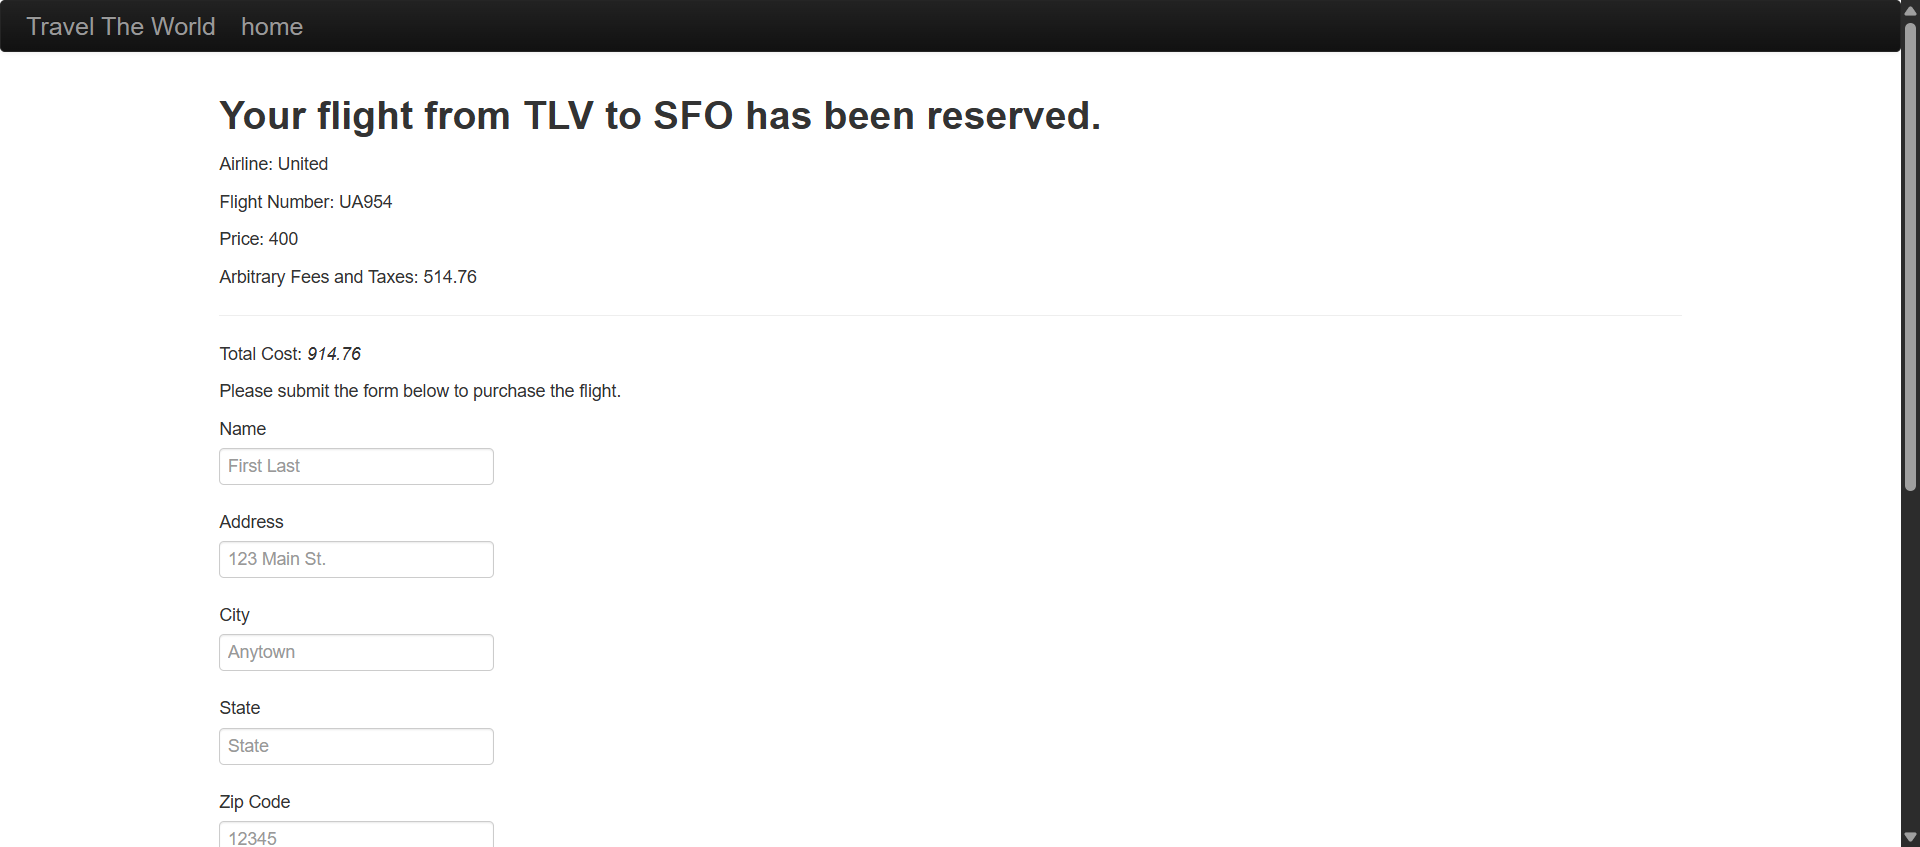 Travel The World home
Your flight from TLV to SFO has been reserved.
Airline: United
Flight Number: UA954
Price: 400
Arbitrary Fees and Taxes: 514.76
Total Cost: 914.76
Please submit the form below to purchase the flight.
Name
First Last
Address
123 Main St.
City
Anytown
State
State
Zip Code
12345